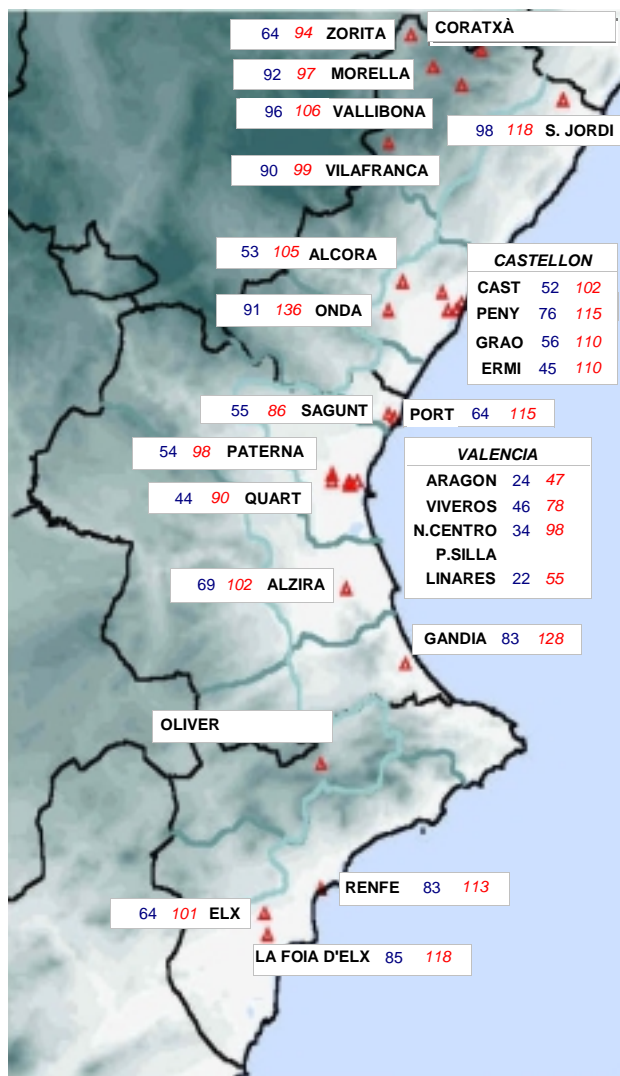 64 94 ZORITA
CORATXÀ
92 97 MORELLA
96 106 VALLIBONA
98 118 S. JORDI
90 99 VILAFRANCA
53 105 ALCORA
91 136 ONDA
CASTELLON
CAST 52 102
PENY 76 115
GRAO 56 110
ERMI 45 110
55 86 SAGUNT
PORT 64 115
54 98 PATERNA
44 90 QUART
VALENCIA
ARAGON 24 47
VIVEROS 46 78
N.CENTRO 34 98
P.SILLA
LINARES 22 55
69 102 ALZIRA
GANDIA 83 128
OLIVER
RENFE 83 113
64 101 ELX
LA FOIA D'ELX 85 118